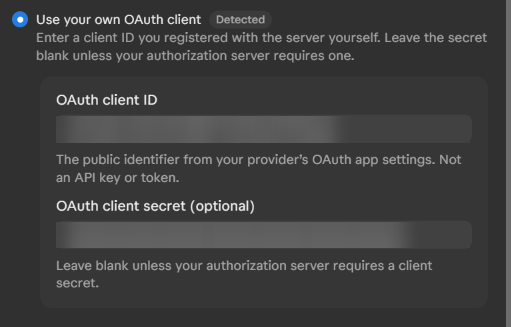 Use your own OAuth client Detected
Enter a client ID you registered with the server yourself. Leave the secret
blank unless your authorization server requires one.
OAuth client ID
The public identifier from your provider's OAuth app settings. Not
an API key or token.
OAuth client secret (optional)
Leave blank unless your authorization server requires a client
secret.